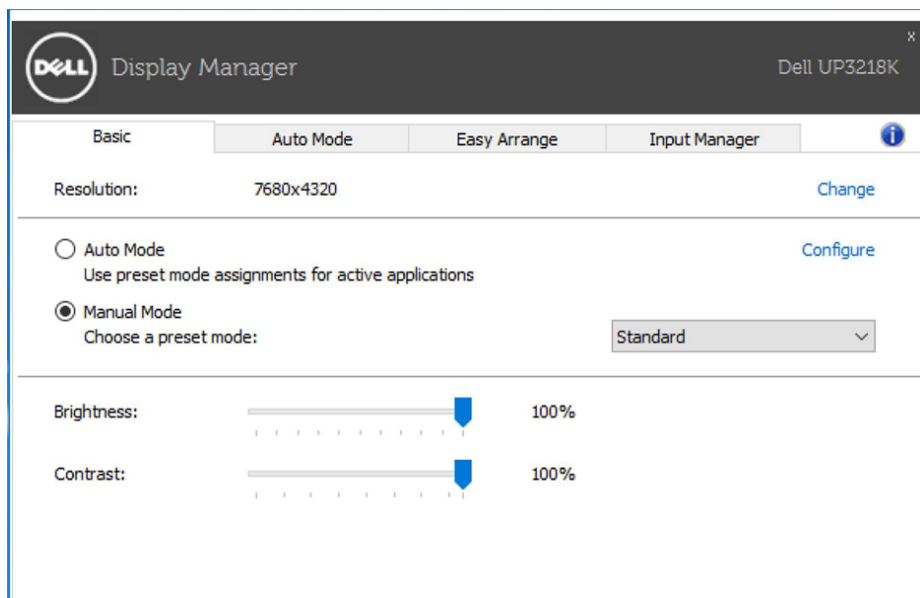 DELL Display Manager Dell UP3218K x
Basic Auto Mode Easy Arrange Input Manager i
Resolution: 7680x4320 Change
Auto Mode Configure
Use preset mode assignments for active applications
Manual Mode
Choose a preset mode: Standard
Brightness: 100%
Contrast: 100%